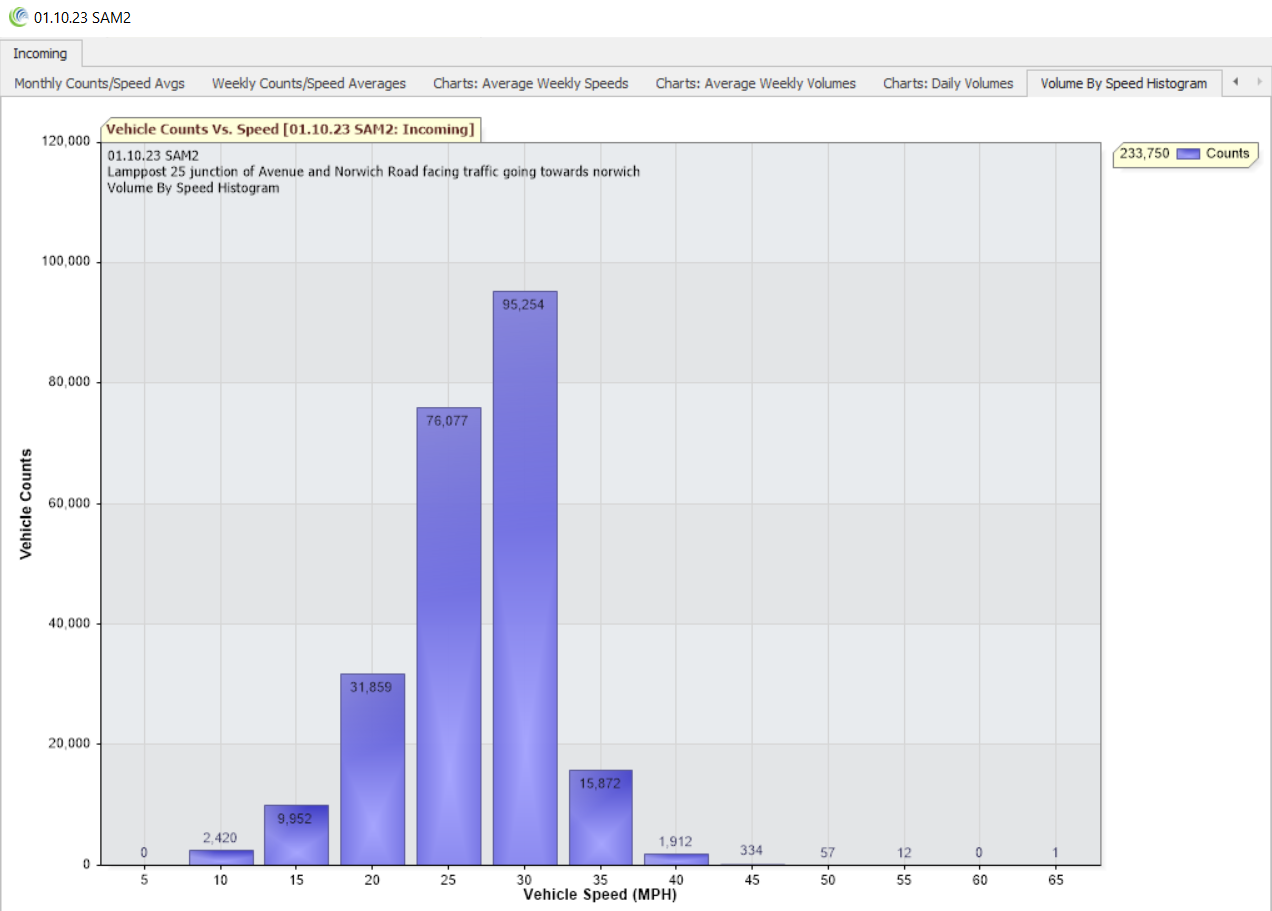 01.10.23 SAM2
Incoming
Monthly Counts/Speed Avgs Weekly Counts/Speed Averages Charts: Average Weekly Speeds Charts: Average Weekly Volumes Charts: Daily Volumes Volume By Speed Histogram
Vehicle Counts Vs. Speed [01.10.23 SAM2: Incoming]
01.10.23 SAM2
Lamppost 25 junction of Avenue and Norwich Road facing traffic going towards norwich
Volume By Speed Histogram
233,750 Counts
120,000
100,000
80,000
60,000
40,000
20,000
0
Vehicle Counts
0 2,420 9,952 31,859 76,077 95,254 15,872 1,912 334 57 12 0 1
5 10 15 20 25 30 35 40 45 50 55 60 65
Vehicle Speed (MPH)